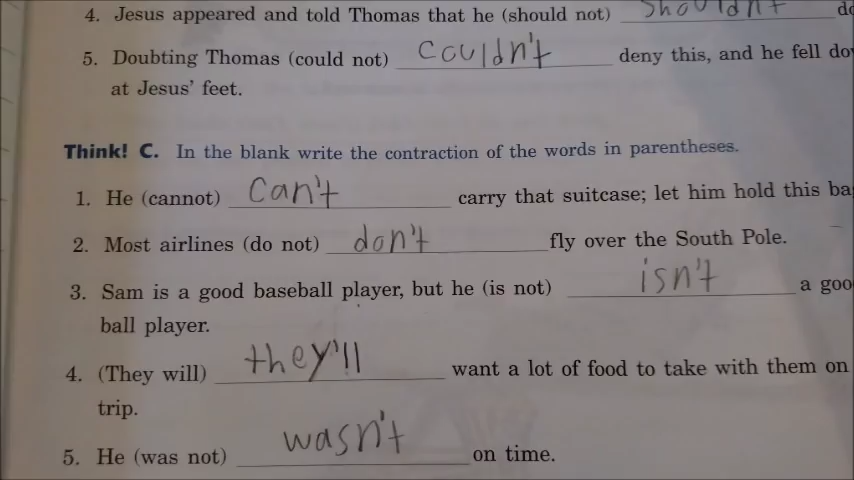 4. Jesus appeared and told Thomas that he (should not) shouldn't
5. Doubting Thomas (could not) couldn't deny this, and he fell
at Jesus' feet.
Think! C. In the blank write the contraction of the words in parentheses.
1. He (cannot) can't carry that suitcase; let him hold this
2. Most airlines (do not) don't fly over the South Pole.
3. Sam is a good baseball player, but he (is not) isn't a
ball player.
4. (They will) they'll want a lot of food to take with them on
trip.
5. He (was not) wasn't on time.